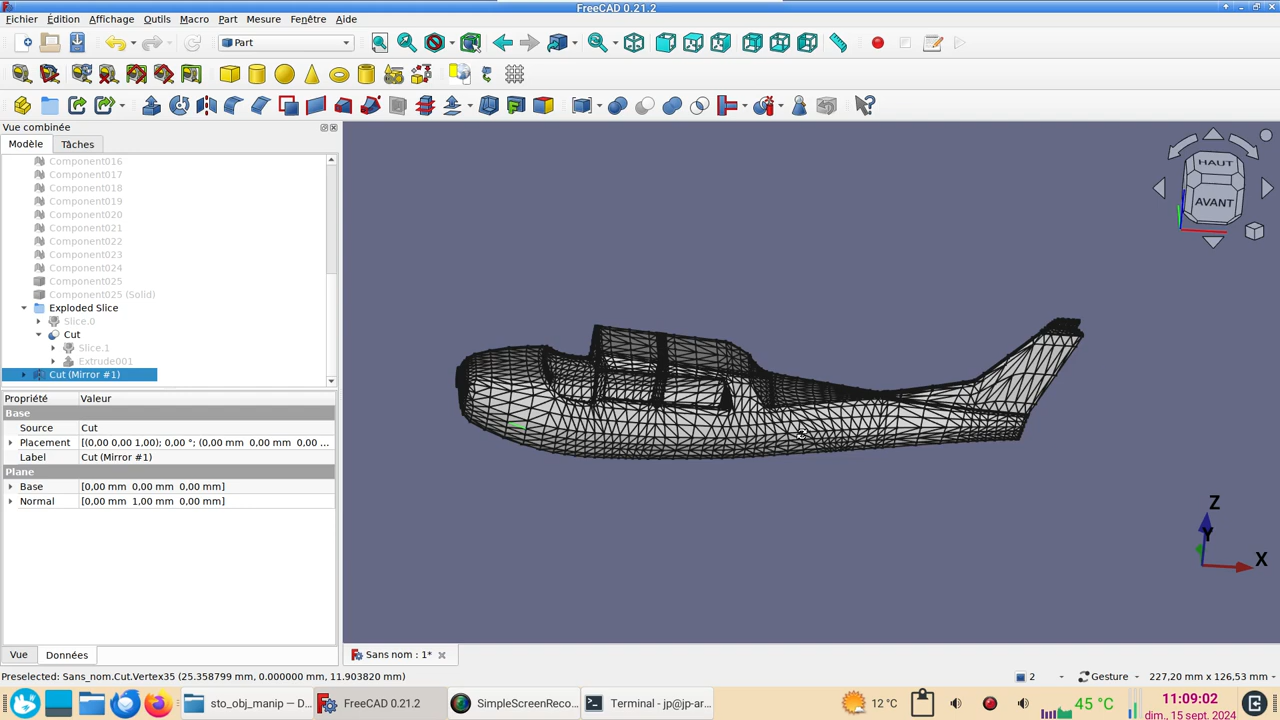 FreeCAD 0.21.2
Fichier Édition Affichage Outils Macro Part Mesure Fenêtre Aide
Part
Vue combinée
Modèle Tâches
Component016
Component017
Component018
Component019
Component020
Component021
Component022
Component023
Component024
Component025
Component025 (Solid)
Exploded Slice
Slice.0
Cut
Slice.1
Extrude001
Cut (Mirror #1)
Propriété Valeur
Base
Source Cut
Placement [(0,00 0,00 1,00); 0,00 °; (0,00 mm 0,00 mm 0,00 ...
Label Cut (Mirror #1)
Plane
Base [0,00 mm 0,00 mm 0,00 mm]
Normal [0,00 mm 1,00 mm 0,00 mm]
HAUT
AVANT
Z
Y
X
Vue Données
Sans nom : 1*
Preselected: Sans_nom.Cut.Vertex35 (25.358799 mm, 0.000000 mm, 11.903820 mm)
2 Gesture 227,20 mm x 126,53 mm
sto_obj_manip — D... FreeCAD 0.21.2 SimpleScreenReco... Terminal - jp@jp-ar...
12°C 45 °C
11:09:02
dim., 15 sept. 2024